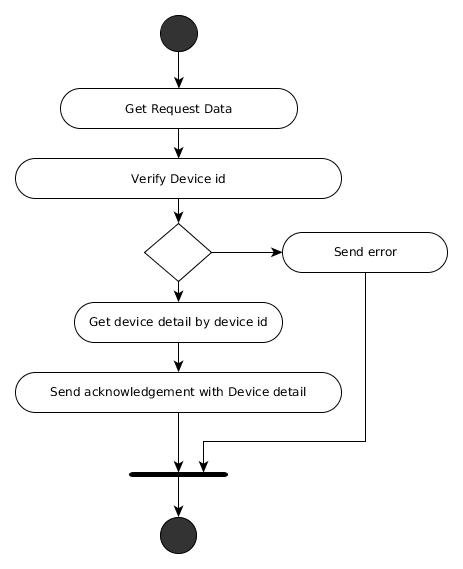 Get Request Data
Verify Device id
Send error
Get device detail by device id
Send acknowledgement with Device detail